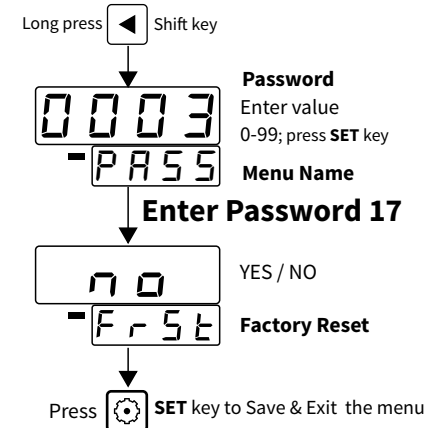 Long press Shift key
0003
Password
Enter value
0-99; press SET key
PASS
Menu Name
Enter Password 17
no
YES / NO
FrSt
Factory Reset
Press SET key to Save & Exit the menu